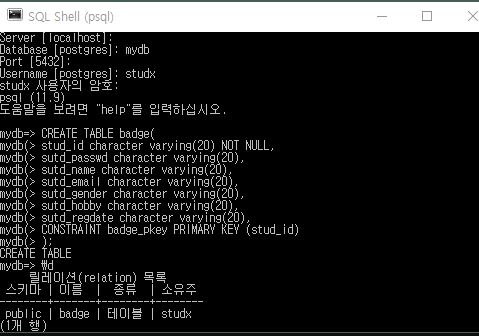 SQL Shell (psql)
Server [localhost]:
Database [postgres]: mydb
Port [5432]:
Username [postgres]: studx
studx 사용자의 암호:
psql (11.9)
도움말을 보려면 "help"를 입력하십시오.
mydb=> CREATE TABLE badge(
mydb(> stud_id character varying(20) NOT NULL,
mydb(> sutd_passwd character varying(20),
mydb(> sutd_name character varying(20),
mydb(> sutd_email character varying(20),
mydb(> sutd_gender character varying(20),
mydb(> sutd_hobby character varying(20),
mydb(> sutd_regdate character varying(20),
mydb(> CONSTRAINT badge_pkey PRIMARY KEY (stud_id)
mydb(> );
CREATE TABLE
mydb=> ₩d
릴레이션(relation) 목록
스키마 | 이름 | 종류 | 소유주
--------+-------+--------+--------
public | badge | 테이블 | studx
(1개 행)